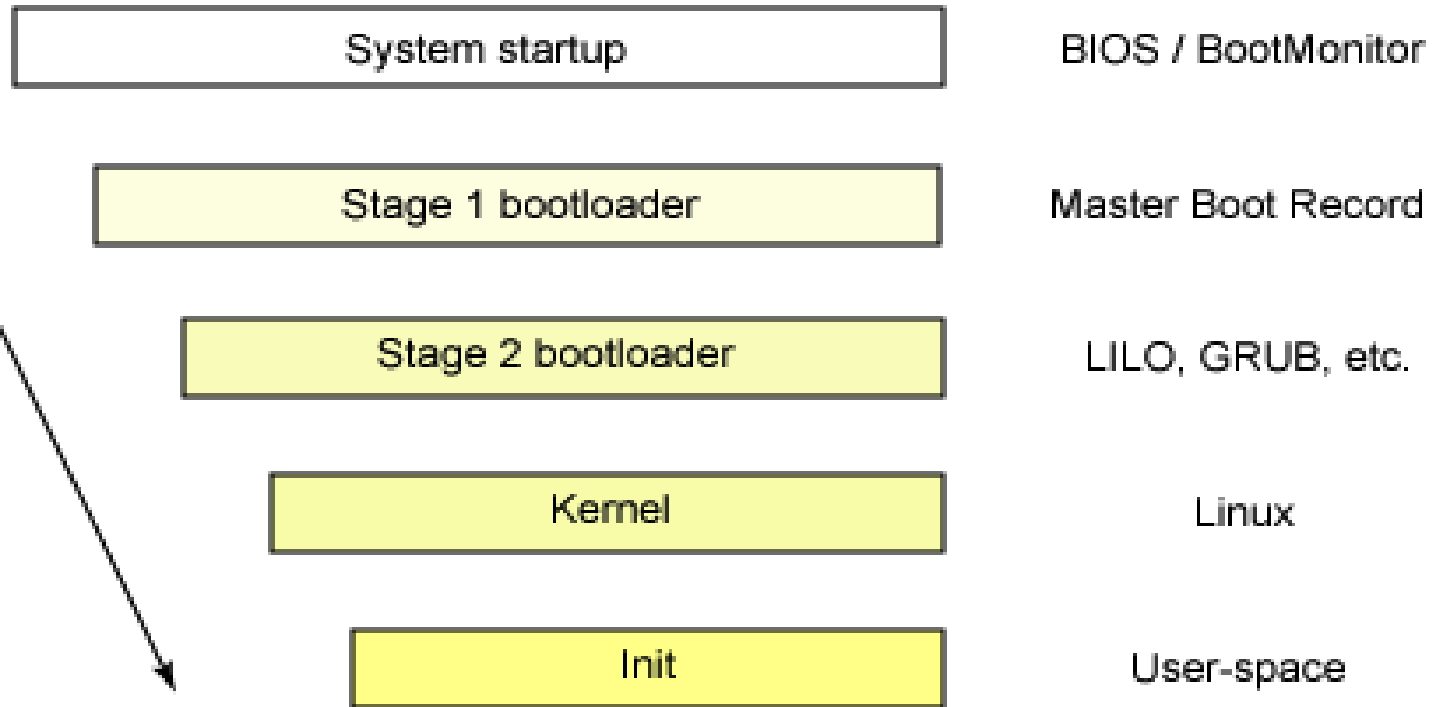 System startup
BIOS / BootMonitor
Stage 1 bootloader
Master Boot Record
Stage 2 bootloader
LILO, GRUB, etc.
Kernel
Linux
Init
User-space